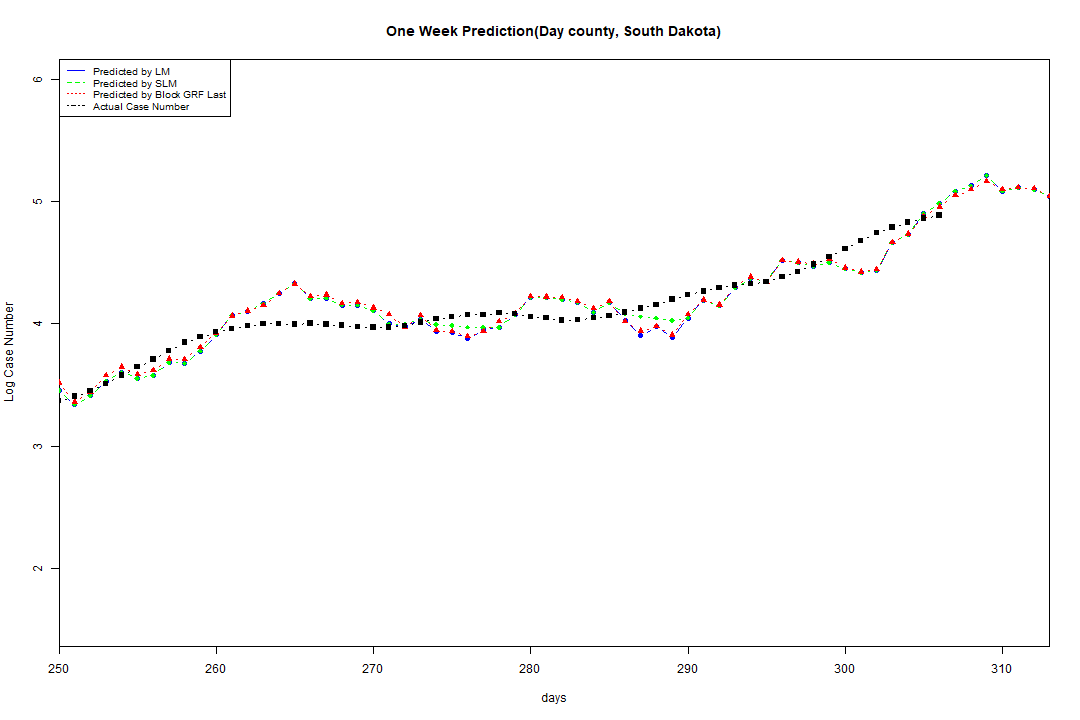 One Week Prediction(Day county, South Dakota)
Predicted by LM
Predicted by SLM
Predicted by Block GRF Last
Actual Case Number
6
5
4
3
2
Log Case Number
250 260 270 280 290 300 310
days